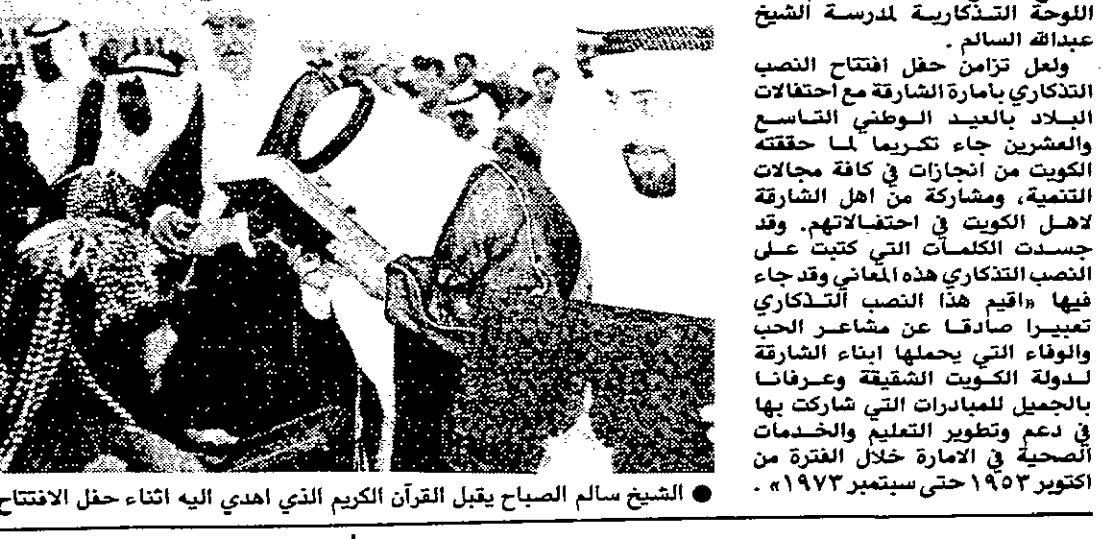 اللوحة التذكارية لمدرسة الشيخ
عبدالله السالم .
ولعل تزامن حفل افتتاح النصب
التذكاري بأمارة الشارقة مع احتفالات
البلاد بالعيد الوطني التاسع
والعشرين جاء تكريما لما حققته
الكويت من انجازات في كافة مجالات
التنمية، ومشاركة من اهل الشارقة
لاهل الكويت في احتفالاتهم. وقد
جسدت الكلمات التي كتبت على
النصب التذكاري هذه المعاني وقد جاء
فيها «اقيم هذا النصب التذكاري
تعبيرا صادقا عن مشاعر الحب
والوفاء التي يحملها ابناء الشارقة
لدولة الكويت الشقيقة وعرفانا
بالجميل للمبادرات التي شاركت بها
في دعم وتطوير التعليم والخدمات
الصحية في الامارة خلال الفترة من
اكتوبر ١٩٥٣ حتى سبتمبر ١٩٧٣» .
● الشيخ سالم الصباح يقبل القرآن الكريم الذي اهدي اليه اثناء حفل الافتتاح